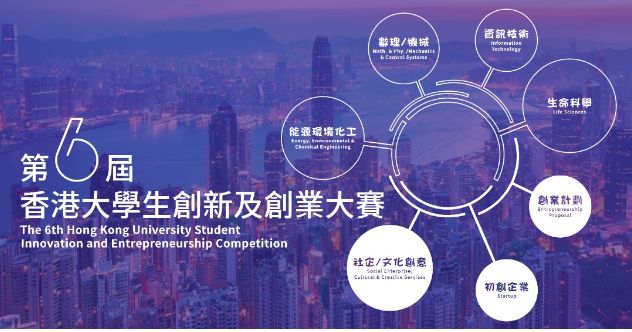 第6屆
香港大學生創新及創業大賽
The 6th Hong Kong University Student
Innovation and Entrepreneurship Competition
數理/機械
Math. & Phy. /Mechanics
& Control Systems
資訊技術
Information
Technology
生命科學
Life Sciences
創業計劃
Entrepreneurship
Proposal
初創企業
Startup
社企/文化創意
Social Enterprise;
Cultural & Creative Services
能源環境化工
Energy, Environmental &
Chemical Engineering